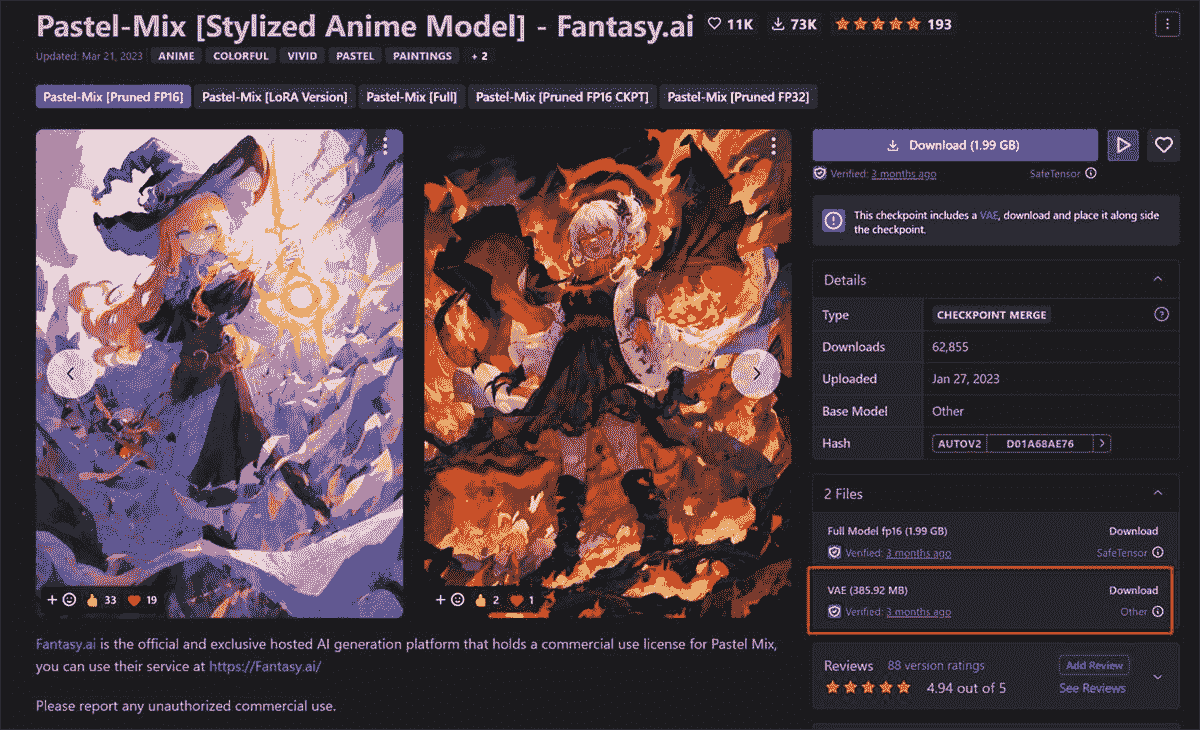 Pastel-Mix [Stylized Anime Model] - Fantasy.ai 11K 73K 193
Updated: Mar 21, 2023 ANIME COLORFUL VIVID PASTEL PAINTINGS + 2
Pastel-Mix [Pruned FP16] Pastel-Mix [LoRA Version] Pastel-Mix [Full] Pastel-Mix [Pruned FP16 CKPT] Pastel-Mix [Pruned FP32]
Download (1.99 GB)
Verified: 3 months ago SafeTensor
This checkpoint includes a VAE, download and place it along side
the checkpoint.
Details
Type CHECKPOINT MERGE
Downloads 62,855
Uploaded Jan 27, 2023
Base Model Other
Hash AUTOV2 D01A68AE76
2 Files
Full Model fp16 (1.99 GB) Download
Verified: 3 months ago SafeTensor
VAE (385.92 MB) Download
Verified: 3 months ago Other
+ 33 19
+ 2 1
Fantasy.ai is the official and exclusive hosted AI generation platform that holds a commercial use license for Pastel Mix,
you can use their service at https://Fantasy.ai/
Please report any unauthorized commercial use.
Reviews 88 version ratings Add Review
4.94 out of 5 See Reviews